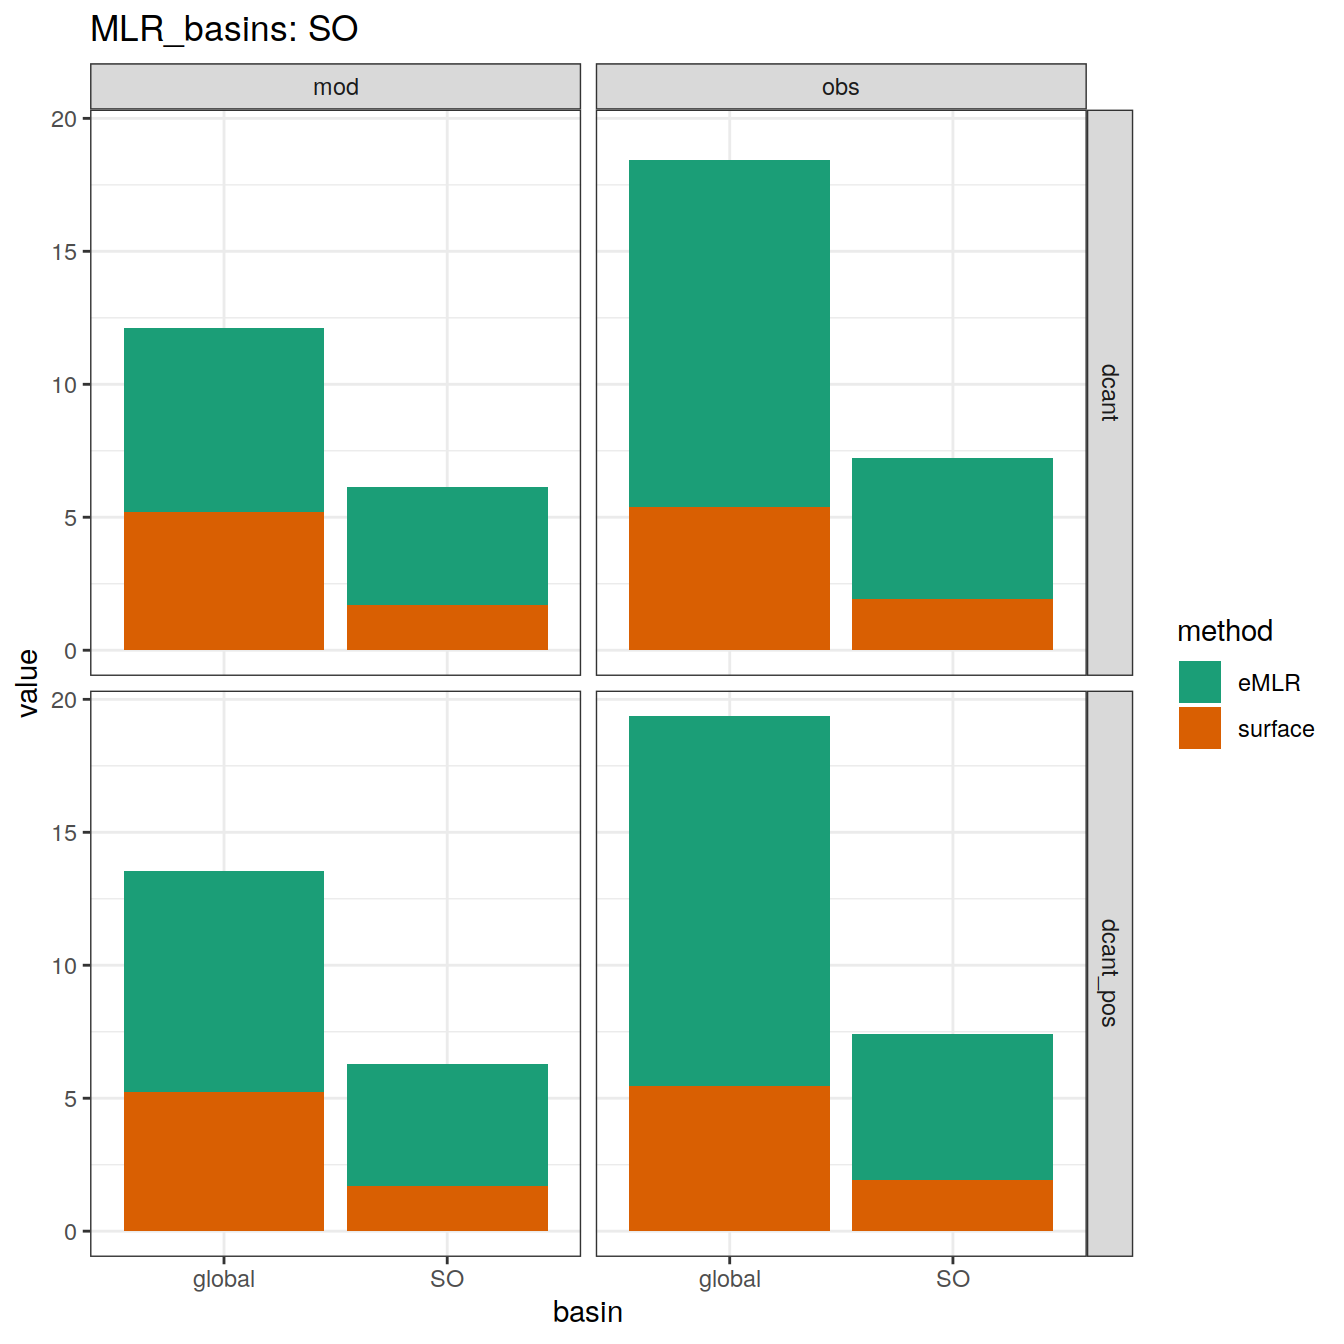 MLR_basins: SO
mod
obs
20
15
10
5
0
dcant
20
15
10
5
0
dcant_pos
value
global
SO
global
SO
basin
method
eMLR
surface